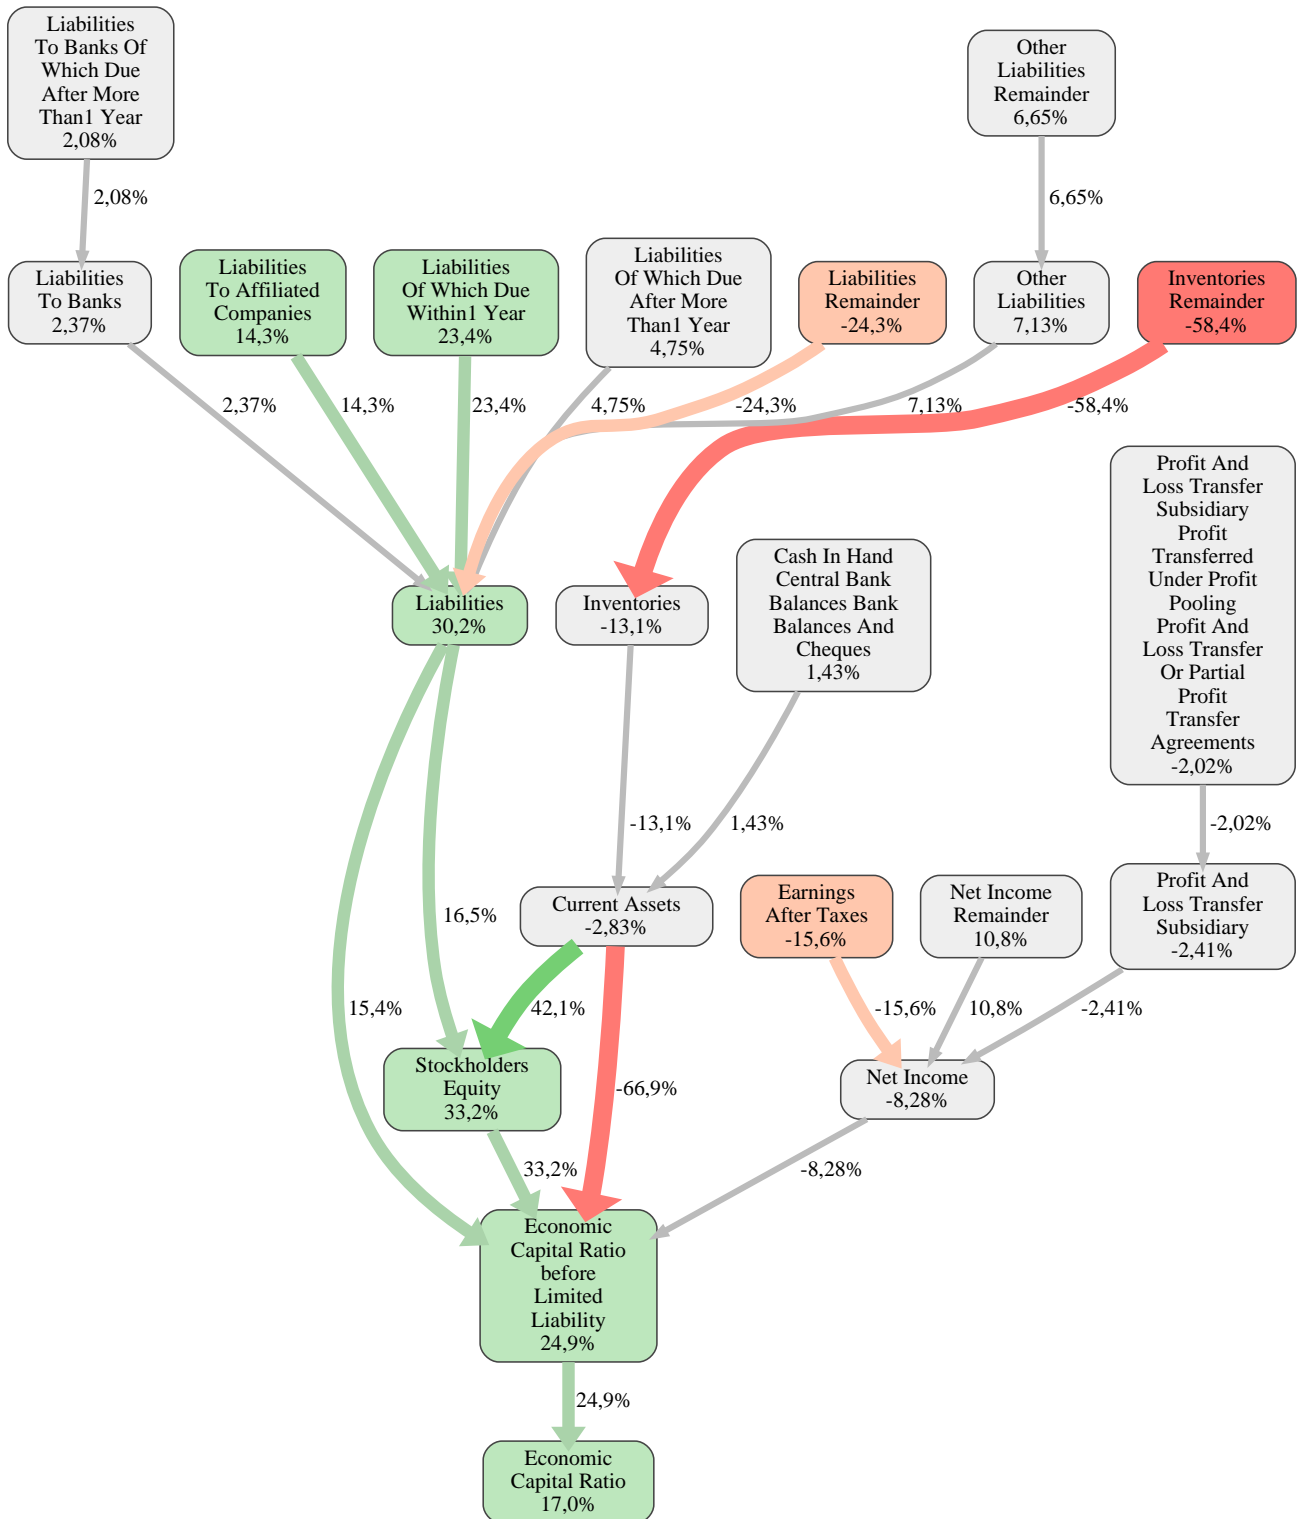 Liabilities
To Banks Of
Which Due
After More
Than1 Year
2,08%
Other
Liabilities
Remainder
6,65%
2,08%
6,65%
Liabilities
To Banks
2,37%
Liabilities
To Affiliated
Companies
14,3%
Liabilities
Of Which Due
Within1 Year
23,4%
Liabilities
Of Which Due
After More
Than1 Year
4,75%
Liabilities
Remainder
-24,3%
Other
Liabilities
7,13%
Inventories
Remainder
-58,4%
2,37%
14,3%
23,4%
4,75%
-24,3%
7,13%
-58,4%
Profit And
Loss Transfer
Subsidiary
Profit
Transferred
Under Profit
Pooling
Profit And
Loss Transfer
Or Partial
Profit
Transfer
Agreements
-2,02%
Cash In Hand
Central Bank
Balances Bank
Balances And
Cheques
1,43%
Liabilities
30,2%
Inventories
-13,1%
-13,1%
1,43%
-2,02%
Current Assets
-2,83%
Earnings
After Taxes
-15,6%
Net Income
Remainder
10,8%
Profit And
Loss Transfer
Subsidiary
-2,41%
16,5%
15,4%
42,1%
-15,6%
10,8%
-2,41%
Stockholders
Equity
33,2%
-66,9%
Net Income
-8,28%
33,2%
-8,28%
Economic
Capital Ratio
before
Limited
Liability
24,9%
24,9%
Economic
Capital Ratio
17,0%